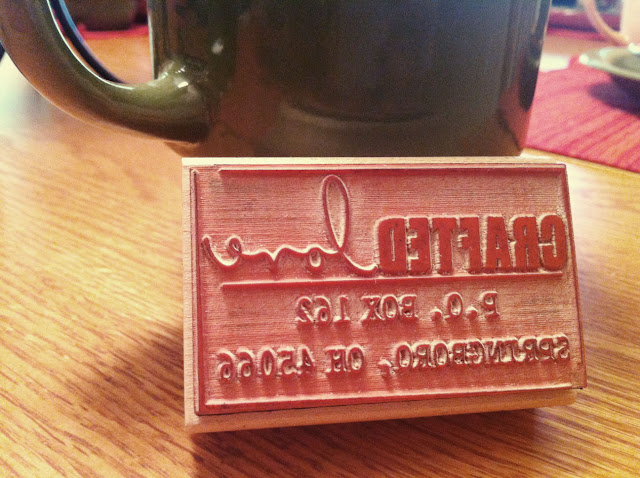 CRAFTED love
P.O. BOX 162
SPRINGBORO, OH 45066